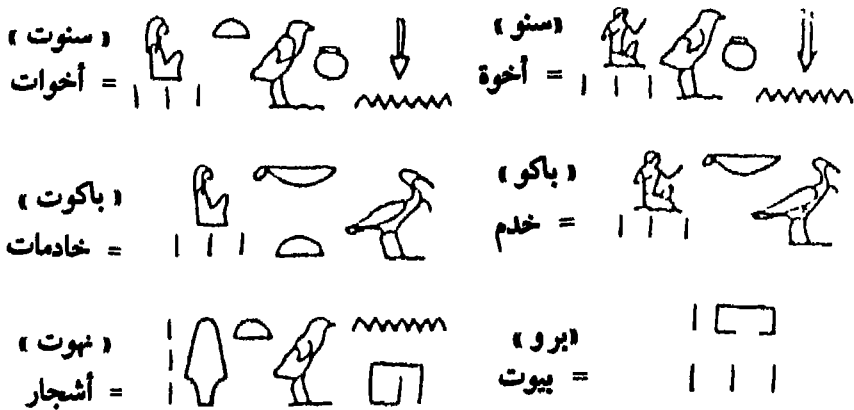 «سنو»
= أخوة
« سنوت »
= أخوات
« باكو »
= خدم
« باكوت »
= خادمات
«برو»
= بيوت
« نهوت »
= أشجار